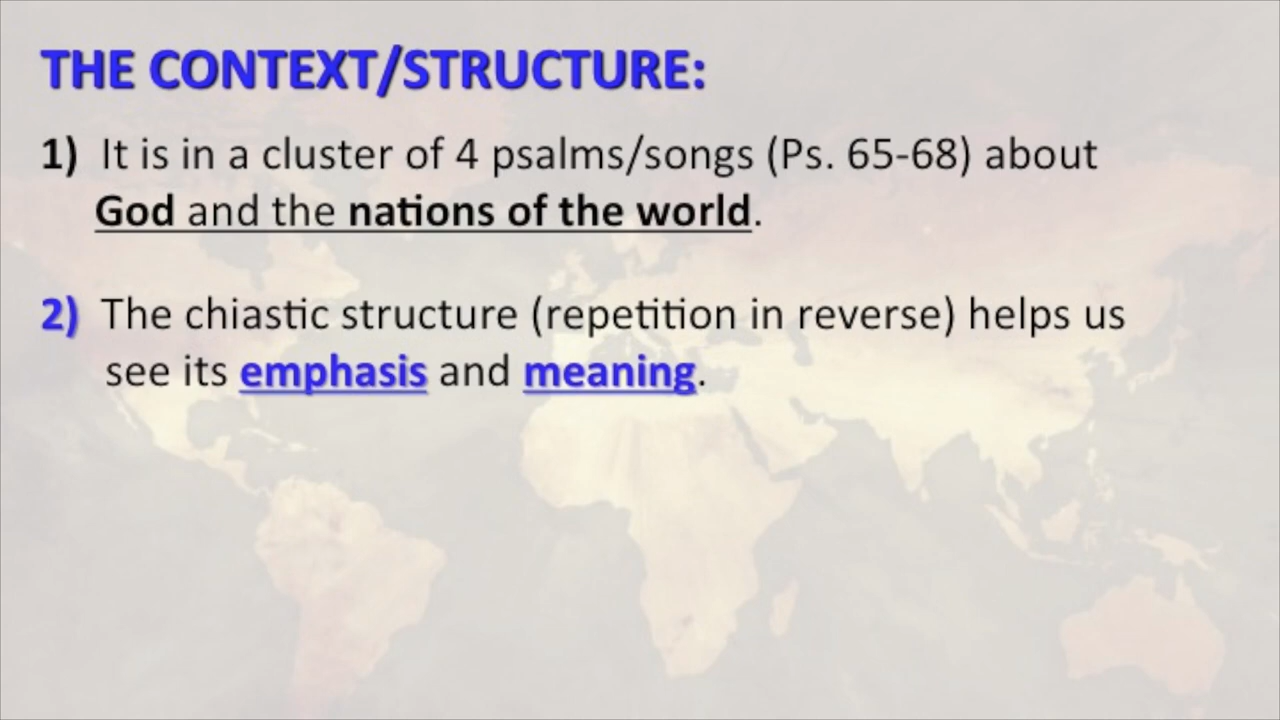 THE CONTEXT/STRUCTURE:
1) It is in a cluster of 4 psalms/songs (Ps. 65-68) about
God and the nations of the world.
2) The chiastic structure (repetition in reverse) helps us
see its emphasis and meaning.